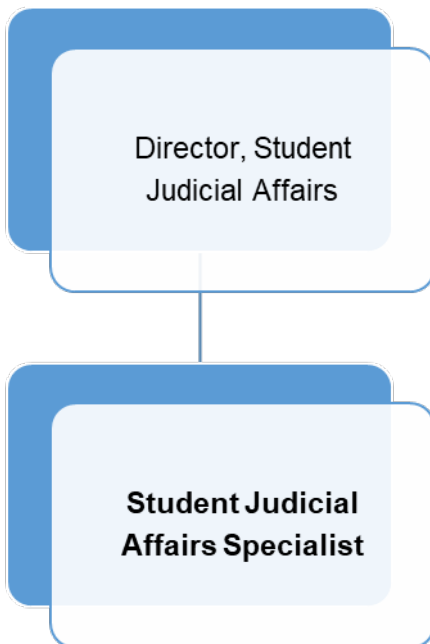 Director, Student
Judicial Affairs
Student Judicial
Affairs Specialist